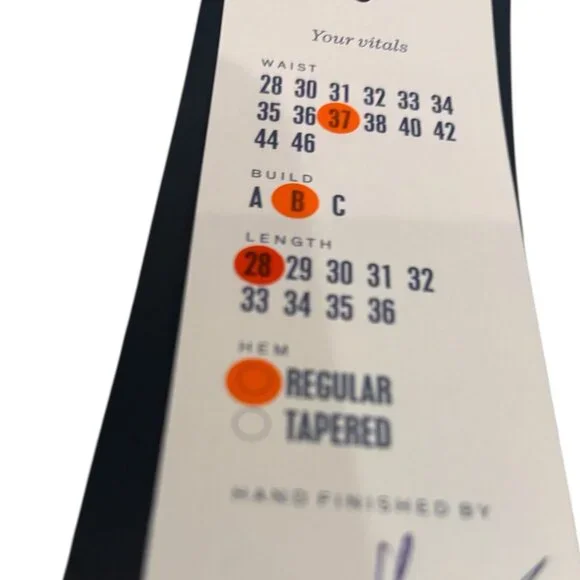 Your vitals
WAIST
28 30 31 32 33 34
35 36 37 38 40 42
44 46
BUILD
A B C
LENGTH
28 29 30 31 32
33 34 35 36
HEM
REGULAR
TAPERED
HAND FINISHED BY